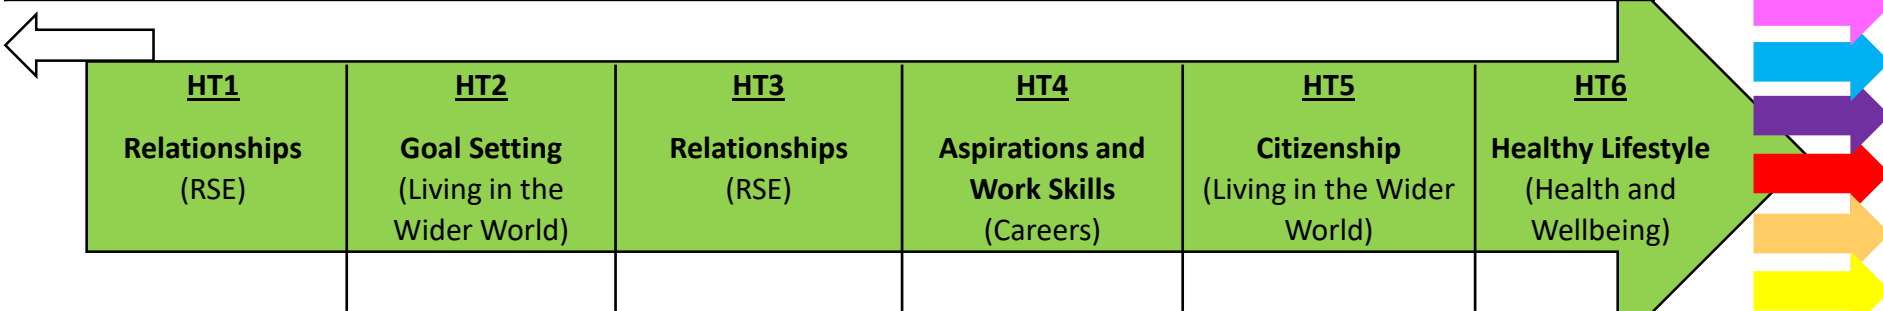 HT1
Relationships
(RSE)
HT2
Goal Setting
(Living in the
Wider World)
HT3
Relationships
(RSE)
HT4
Aspirations and
Work Skills
(Careers)
HT5
Citizenship
(Living in the Wider
World)
HT6
Healthy Lifestyle
(Health and
Wellbeing)